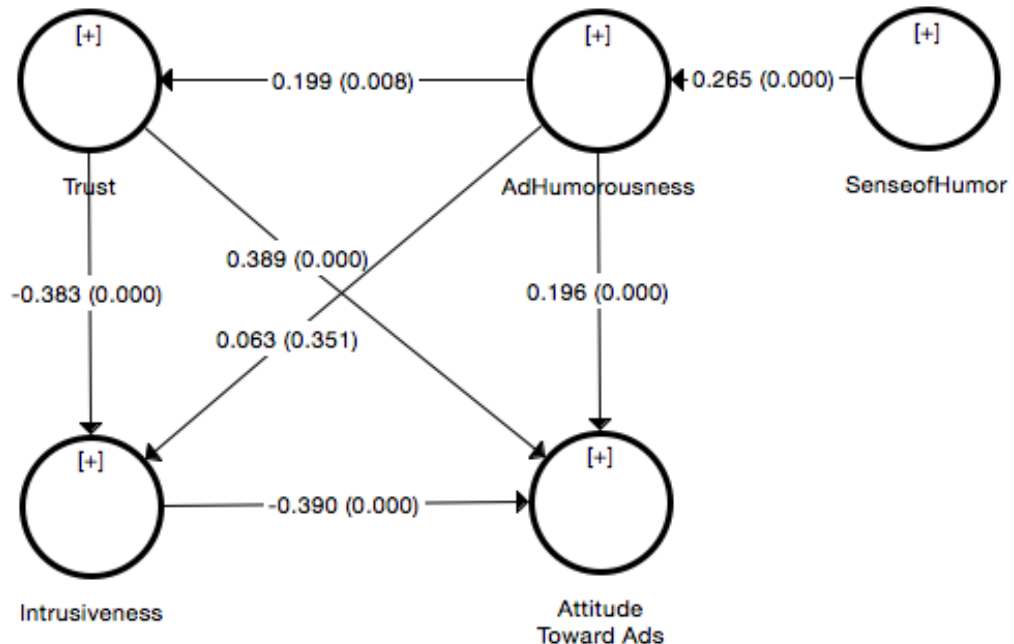 [+]
[+]
[+]
0.199 (0.008)
0.265 (0.000)
Trust
AdHumorousness
SenseofHumor
0.389 (0.000)
-0.383 (0.000)
0.196 (0.000)
0.063 (0.351)
[+]
[+]
-0.390 (0.000)
Intrusiveness
Attitude
Toward Ads